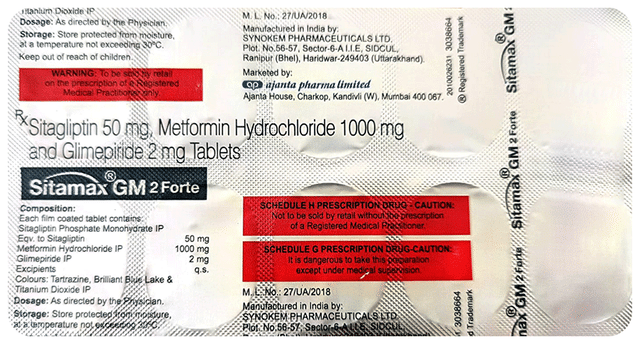 Titanium Dioxide IP
Dosage: As directed by the Physician.
Storage: Store protected from moisture,
at a temperature not exceeding 30°C.
Keep out of reach of children.
WARNING: To be sold by retail
on the prescription of a Registered
Medical Practitioner only.
M. L. No.: 27/UA/2018
Manufactured in India by:
SYNOKEM PHARMACEUTICALS LTD.
Plot. No.56-57, Sector-6-A I.I.E, SIDCUL,
Ranipur (Bhel), Haridwar-249403 (Uttarakhand).
Marketed by:
ap ajanta pharma limited
Ajanta House, Charkop, Kandivli (W), Mumbai 400 067.
2010026231 3038664
® Registered Trademark
Sitamax® GM 2 Forte
Rx Sitagliptin 50 mg, Metformin Hydrochloride 1000 mg
and Glimepiride 2 mg Tablets
Sitamax® GM 2 Forte
Composition:
Each film coated tablet contains:
Sitagliptin Phosphate Monohydrate IP
Eqv. to Sitagliptin 50 mg
Metformin Hydrochloride IP 1000 mg
Glimepiride IP 2 mg
Excipients q.s.
Colours: Tartrazine, Brilliant Blue Lake &
Titanium Dioxide IP
Dosage: As directed by the Physician.
Storage: Store protected from moisture,
at a temperature not exceeding 30°C.
SCHEDULE H PRESCRIPTION DRUG - CAUTION:
Not to be sold by retail without the prescription
of a Registered Medical Practitioner.
SCHEDULE G PRESCRIPTION DRUG-CAUTION:
It is dangerous to take this preparation
except under medical supervision.
M. L. No.: 27/UA/2018
Manufactured in India by:
SYNOKEM PHARMACEUTICALS LTD.
Plot. No.56-57, Sector-6-A I.I.E, SIDCUL,
3038664
d Trademark
Sitamax® GM 2 Forte